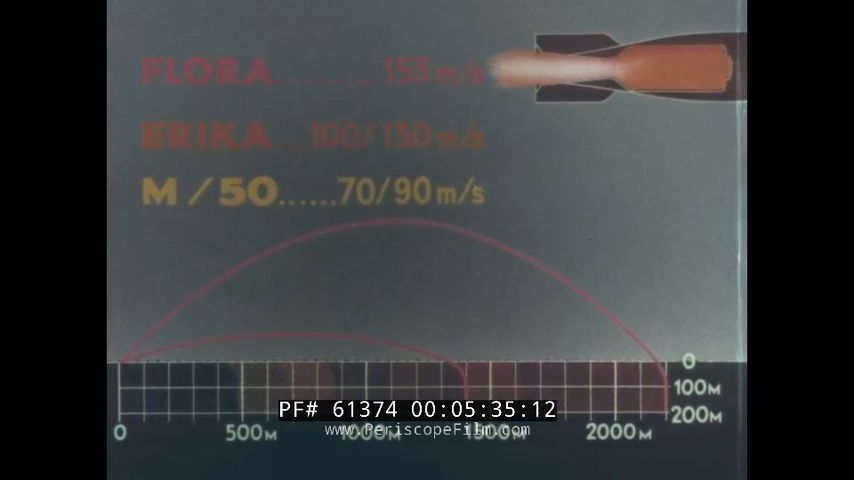 FLORA..........153 m/s
ERIKA...100/130 m/s
M/50......70/90 m/s
0
100M
200M
0 500M 1000M 1500M 2000M
PF# 61374 00:05:35:12
www.PeriscopeFilm.com